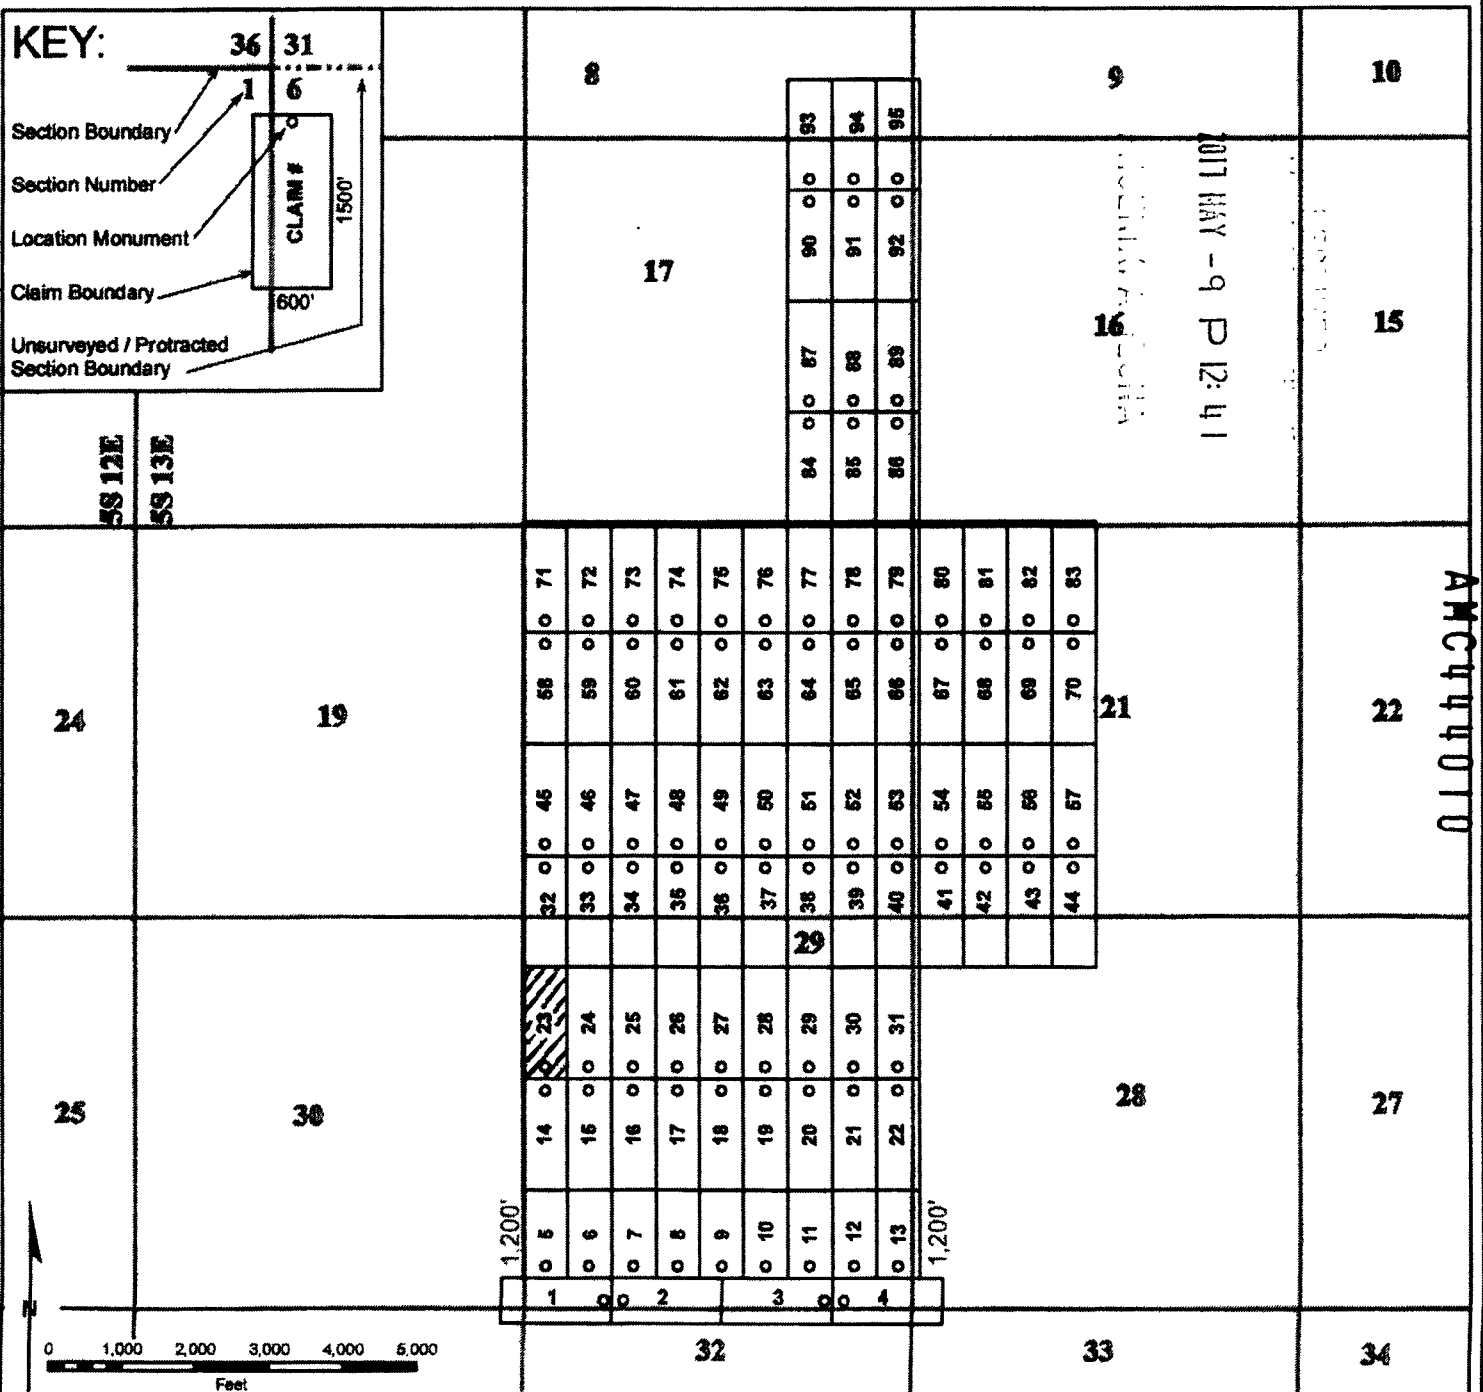 KEY:
36 31
1 6
Section Boundary
Section Number
Location Monument
Claim Boundary
Unsurveyed / Protracted
Section Boundary
CLAIM #
1500'
600'
8
9
10
93 94 95
17
90 91 92
2017 MAY -9 P 12: 41
16
15
87 88 89
84 85 86
5S 12E
5S 13E
71 72 73 74 75 76 77 78 79 80 81 82 83
AMC444010
24
19
58 59 60 61 62 63 64 65 66 67 68 69 70
21
22
45 46 47 48 49 50 51 52 53 54 55 56 57
32 33 34 35 36 37 38 39 40 41 42 43 44
29
23 24 25 26 27 28 29 30 31
25
30
14 15 16 17 18 19 20 21 22
28
27
1,200'
5 6 7 8 9 10 11 12 13
1,200'
1 2 3 4
N
32
33
34
0 1,000 2,000 3,000 4,000 5,000
Feet